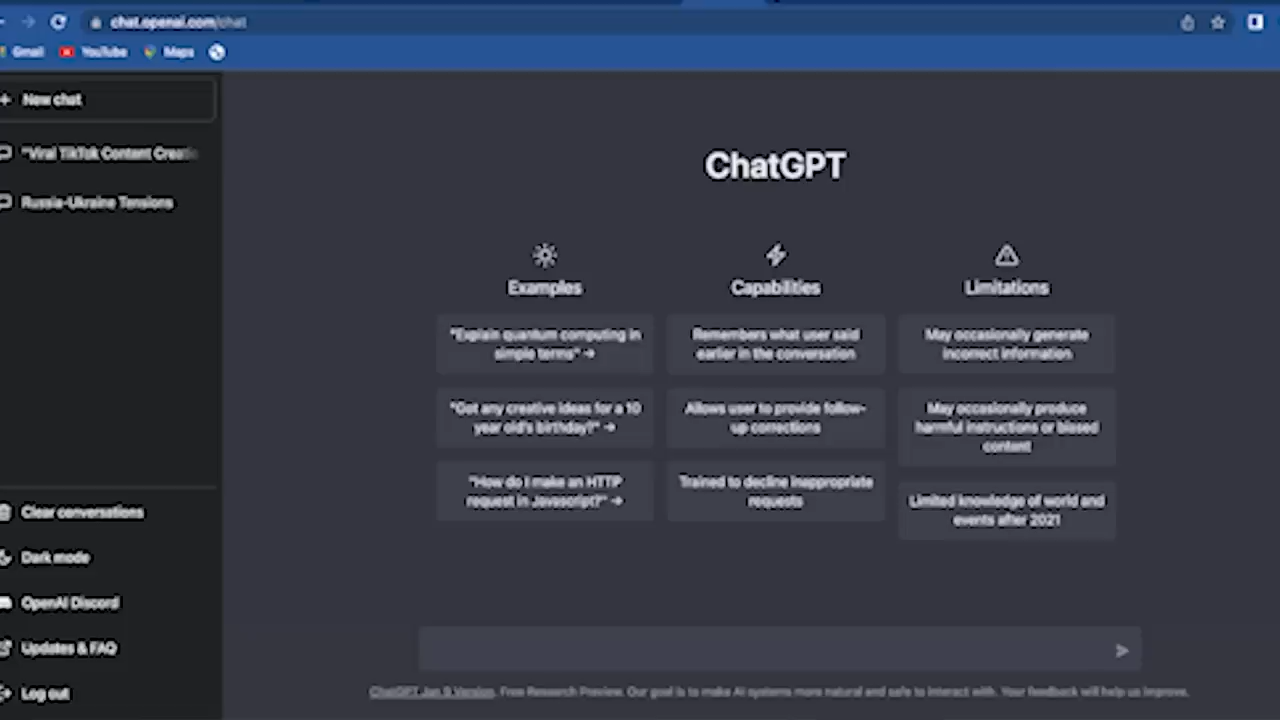 chat.openai.com/chat
Gmail YouTube Maps
+ New chat
"Viral TikTok Content Creatio
Russia-Ukraine Tensions
Clear conversations
Dark mode
OpenAI Discord
Updates & FAQ
Log out
ChatGPT
Examples
"Explain quantum computing in
simple terms" →
"Got any creative ideas for a 10
year old's birthday?" →
"How do I make an HTTP
request in Javascript?" →
Capabilities
Remembers what user said
earlier in the conversation
Allows user to provide follow-
up corrections
Trained to decline inappropriate
requests
Limitations
May occasionally generate
incorrect information
May occasionally produce
harmful instructions or biased
content
Limited knowledge of world and
events after 2021
ChatGPT Jan 9 Version. Free Research Preview. Our goal is to make AI systems more natural and safe to interact with. Your feedback will help us improve.